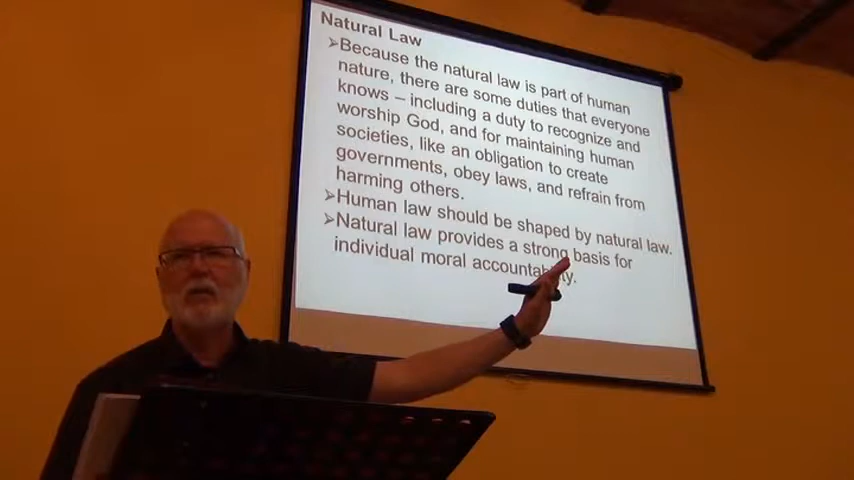 Natural Law
➢Because the natural law is part of human
nature, there are some duties that everyone
knows – including a duty to recognize and
worship God, and for maintaining human
societies, like an obligation to create
governments, obey laws, and refrain from
harming others.
➢Human law should be shaped by natural law.
➢Natural law provides a strong basis for
individual moral accountability.